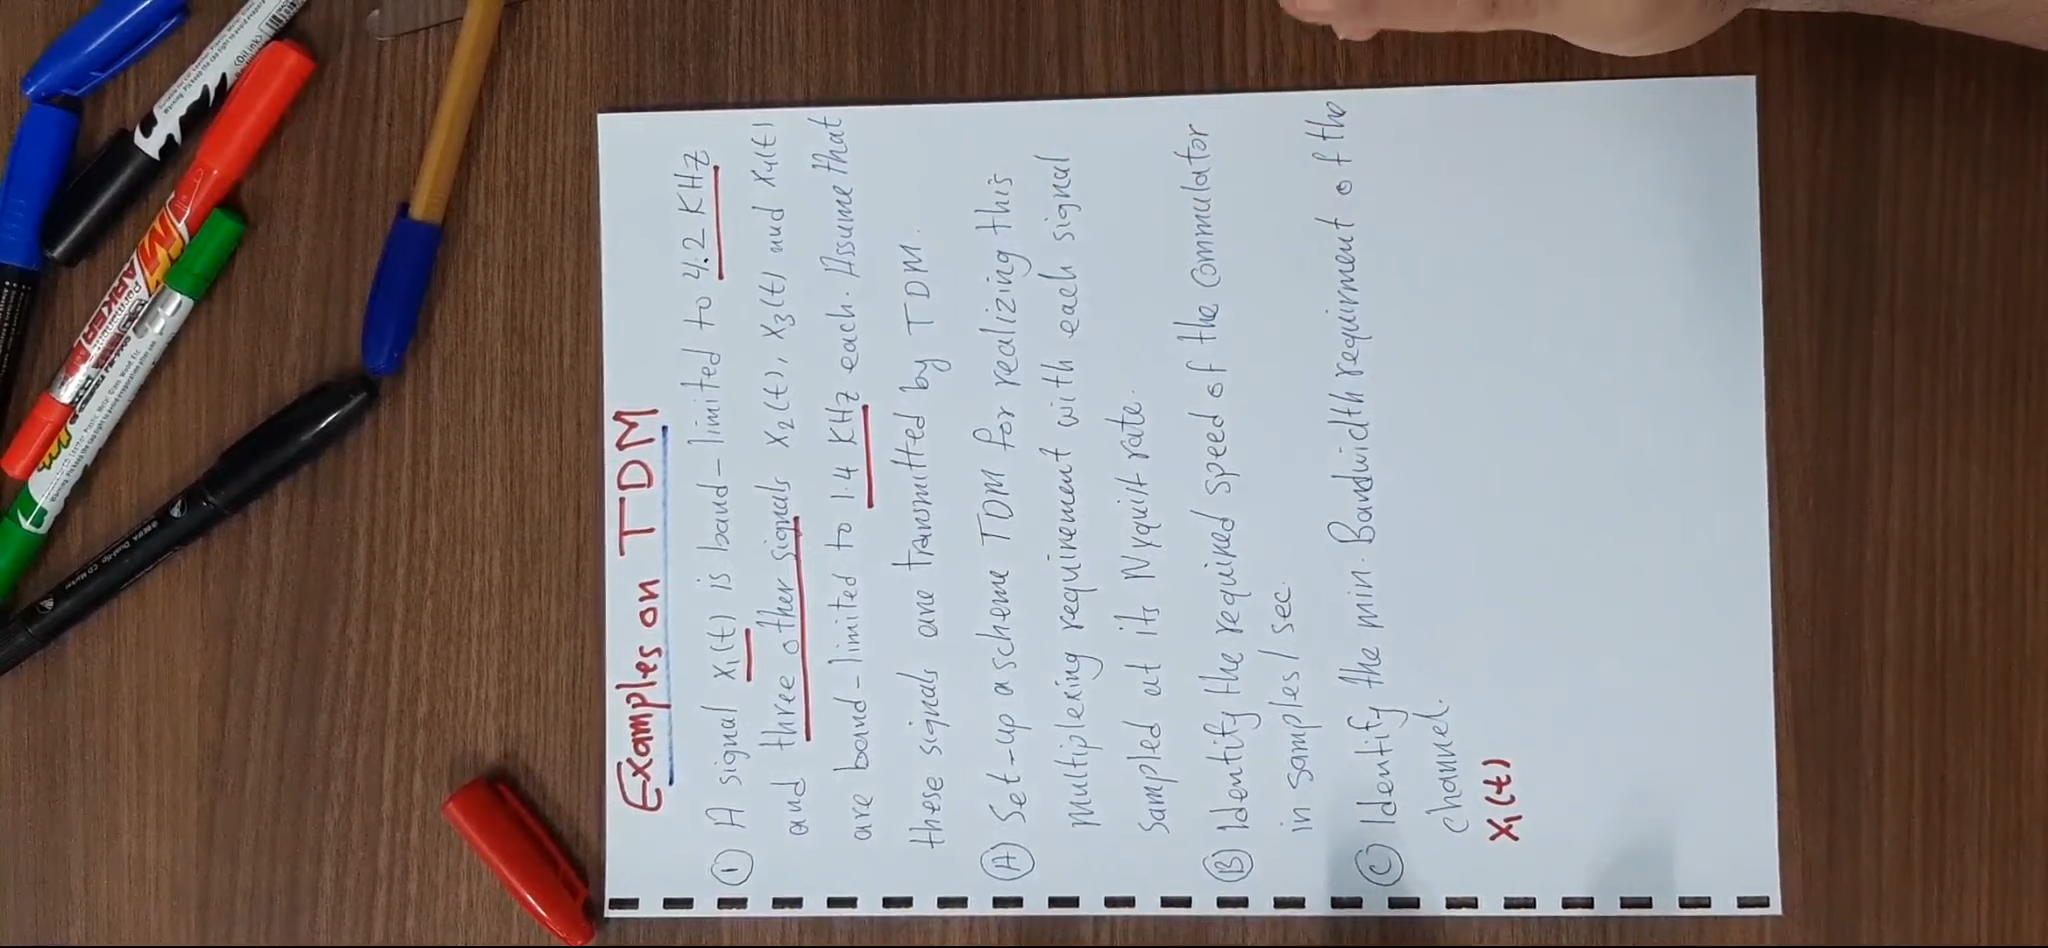 Examples on TDM
① A signal x₁(t) is band-limited to 4.2 KHz
and three other signals x₂(t), x₃(t) and x₄(t)
are band-limited to 1.4 KHz each. Assume that
these signals are transmitted by TDM.
Ⓐ Set-up a scheme TDM for realizing this
multiplexing requirement with each signal
sampled at its Nyquist rate.
Ⓑ Identify the required speed of the commulator
in samples/sec.
Ⓒ Identify the min. Bandwidth requirment of the
channel.
X₁(t)
MARKER